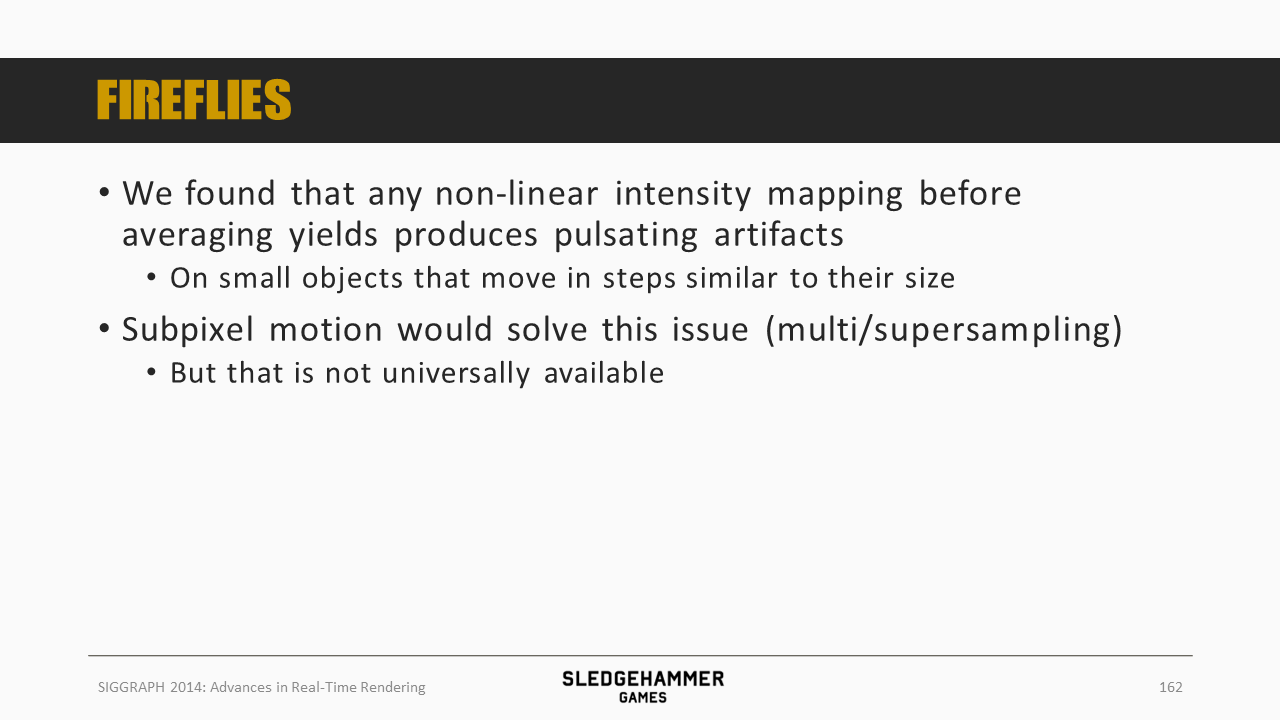 FIREFLIES
• We found that any non-linear intensity mapping before
averaging yields produces pulsating artifacts
• On small objects that move in steps similar to their size
• Subpixel motion would solve this issue (multi/supersampling)
• But that is not universally available
SIGGRAPH 2014: Advances in Real-Time Rendering
SLEDGEHAMMER
GAMES
162